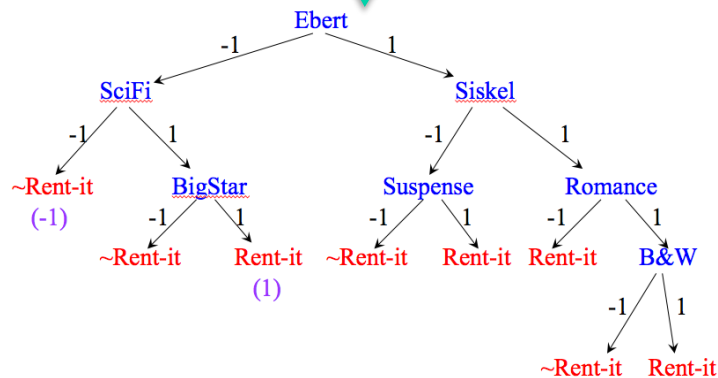 Ebert
-1 1
SciFi Siskel
-1 1 -1 1
~Rent-it BigStar Suspense Romance
(-1) -1 1 -1 1 -1 1
~Rent-it Rent-it ~Rent-it Rent-it Rent-it B&W
(1)
-1 1
~Rent-it Rent-it